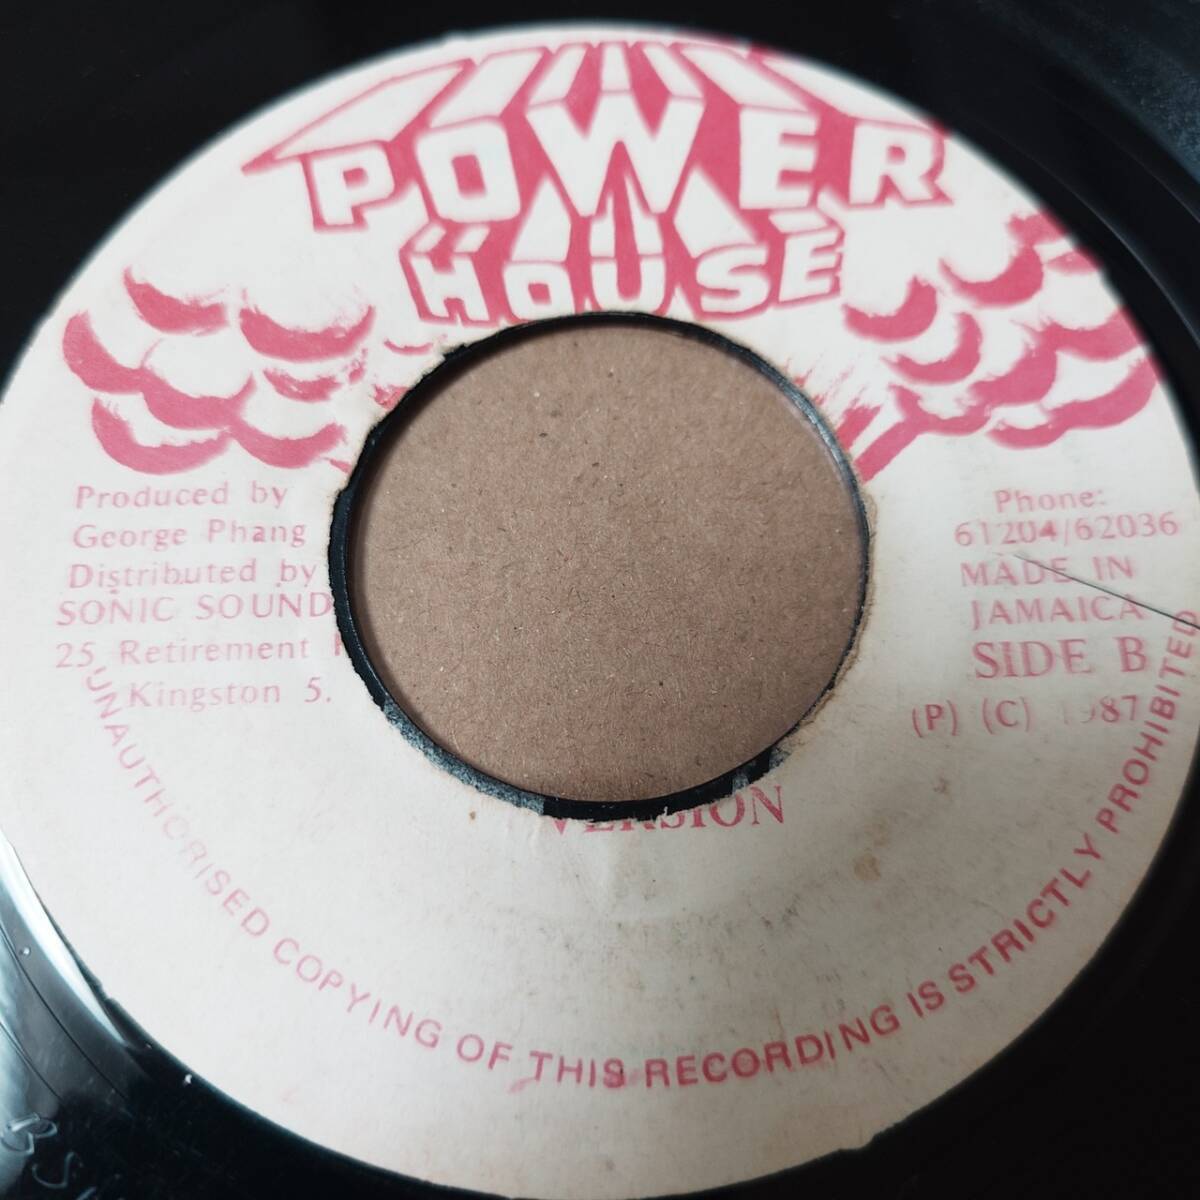 POWER
HOUSE
Produced by
George Phang
Distributed by
SONIC SOUND
25 Retirement
Kingston 5.
Phone:
61204/62036
MADE IN
JAMAICA
SIDE B
(P) (C) 1987
VERSION
UNAUTHORISED COPYING OF THIS RECORDING IS STRICTLY PROHIBITED